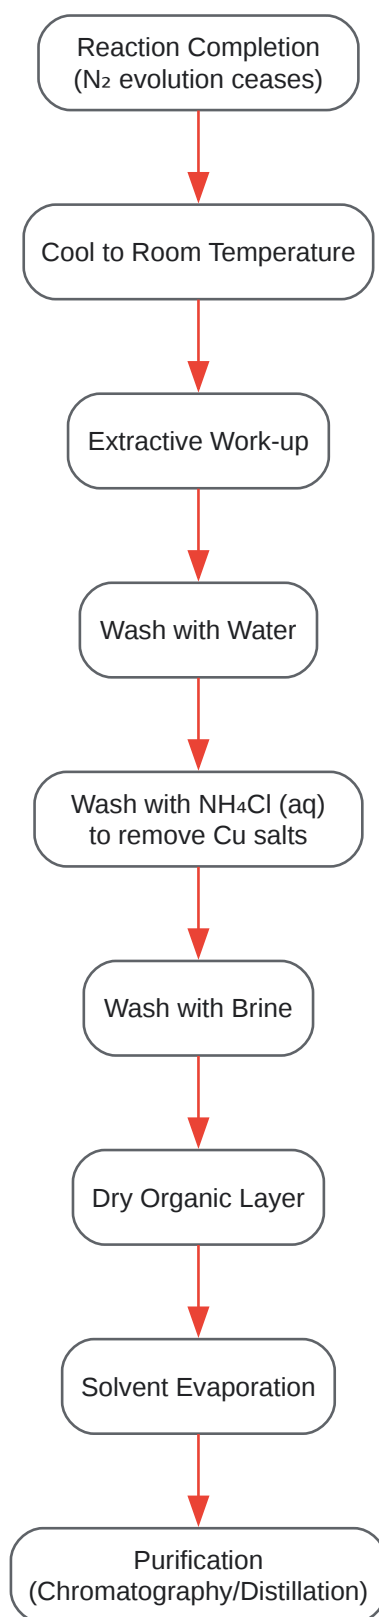 Reaction Completion
(N₂ evolution ceases)
Cool to Room Temperature
Extractive Work-up
Wash with Water
Wash with NH₄Cl (aq)
to remove Cu salts
Wash with Brine
Dry Organic Layer
Solvent Evaporation
Purification
(Chromatography/Distillation)